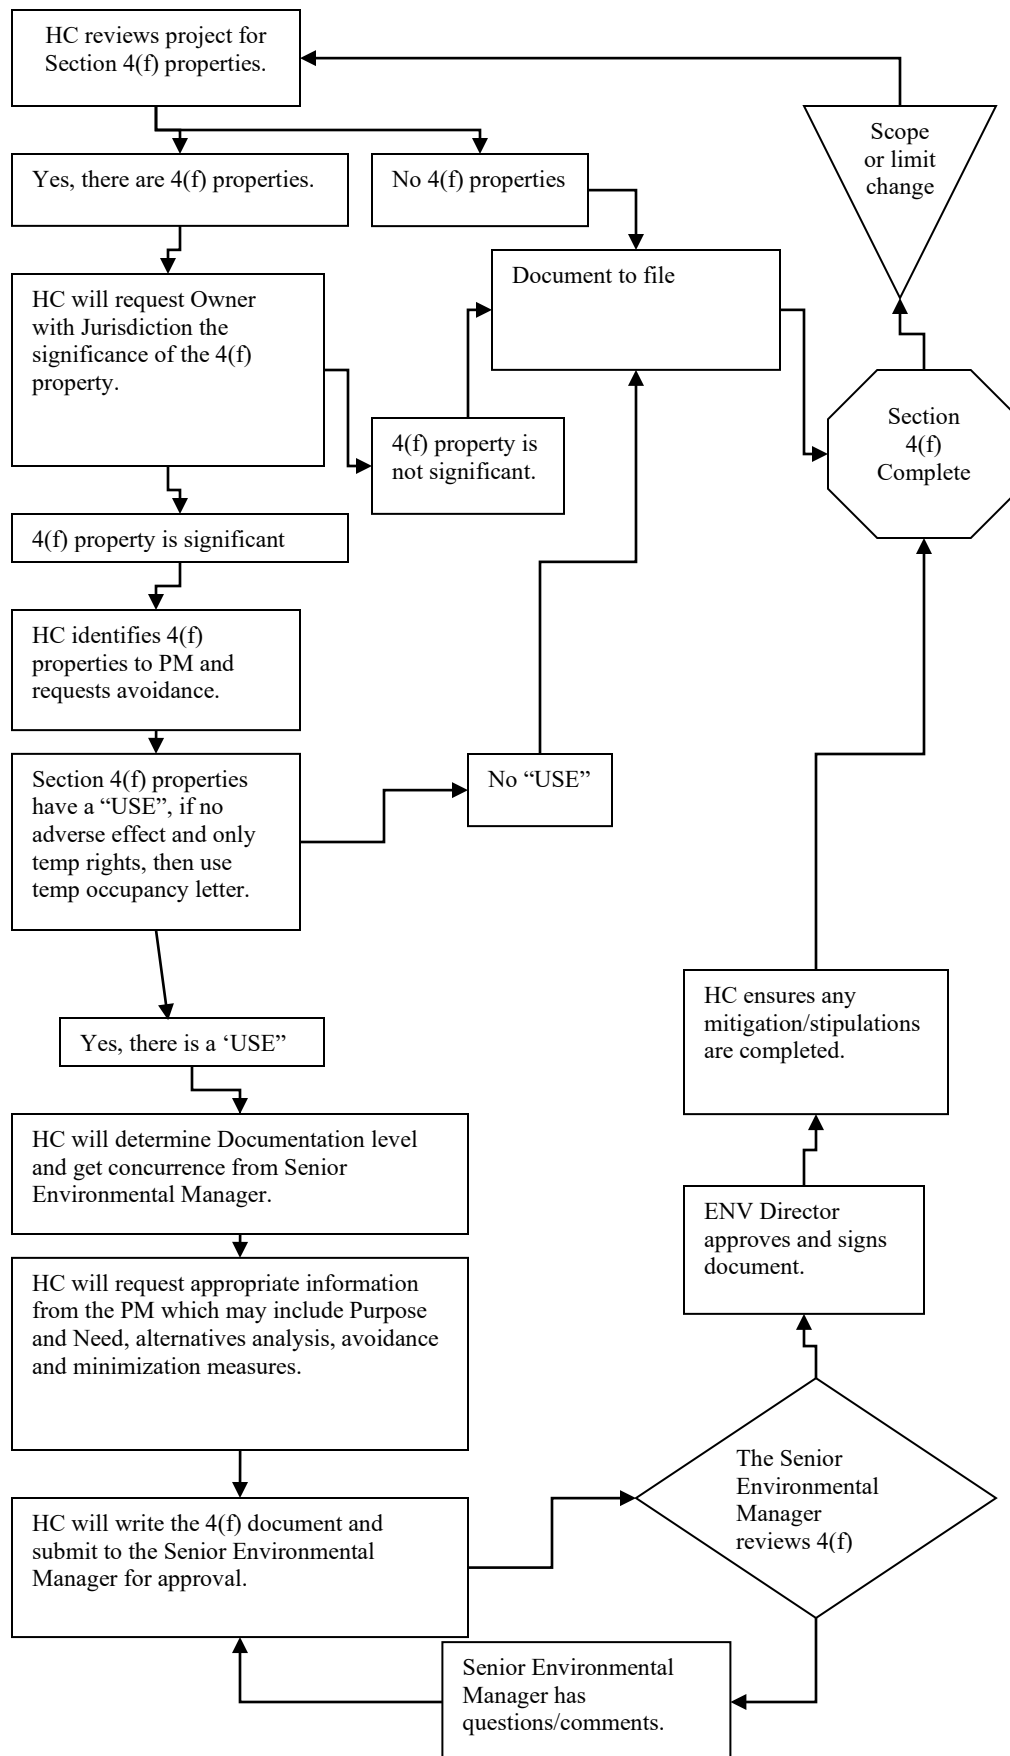 HC reviews project for
Section 4(f) properties.
Scope
or limit
change
Yes, there are 4(f) properties.
No 4(f) properties
Document to file
HC will request Owner
with Jurisdiction the
significance of the 4(f)
property.
4(f) property is
not significant.
Section
4(f)
Complete
4(f) property is significant
HC identifies 4(f)
properties to PM and
requests avoidance.
Section 4(f) properties
have a “USE”, if no
adverse effect and only
temp rights, then use
temp occupancy letter.
No “USE”
Yes, there is a ‘USE”
HC will determine Documentation level
and get concurrence from Senior
Environmental Manager.
HC will request appropriate information
from the PM which may include Purpose
and Need, alternatives analysis, avoidance
and minimization measures.
HC will write the 4(f) document and
submit to the Senior Environmental
Manager for approval.
HC ensures any
mitigation/stipulations
are completed.
ENV Director
approves and signs
document.
The Senior
Environmental
Manager
reviews 4(f)
Senior Environmental
Manager has
questions/comments.